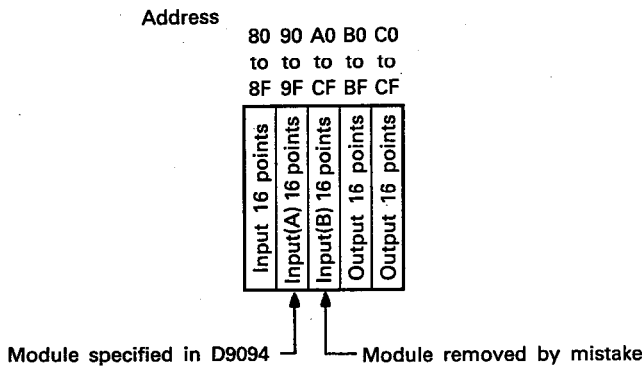 Address
80 90 A0 B0 C0
to to to to to
8F 9F CF BF CF
Input 16 points
Input(A) 16 points
Input(B) 16 points
Output 16 points
Output 16 points
Module specified in D9094
Module removed by mistake